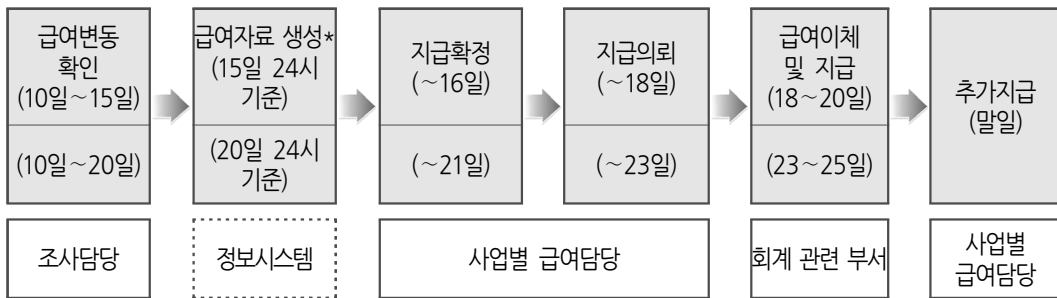 급여변동
확인
(10일～15일)
(10일～20일)
급여자료 생성*
(15일 24시
기준)
(20일 24시
기준)
지급확정
(～16일)
(～21일)
지급의뢰
(～18일)
(～23일)
급여이체
및 지급
(18～20일)
(23～25일)
추가지급
(말일)
조사담당
정보시스템
사업별 급여담당
회계 관련 부서
사업별
급여담당